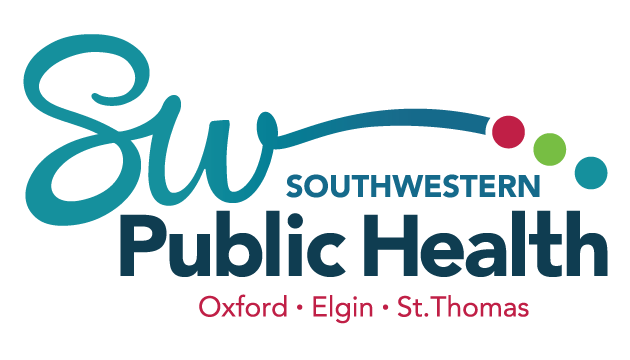 Sw
SOUTHWESTERN
Public Health
Oxford • Elgin • St.Thomas